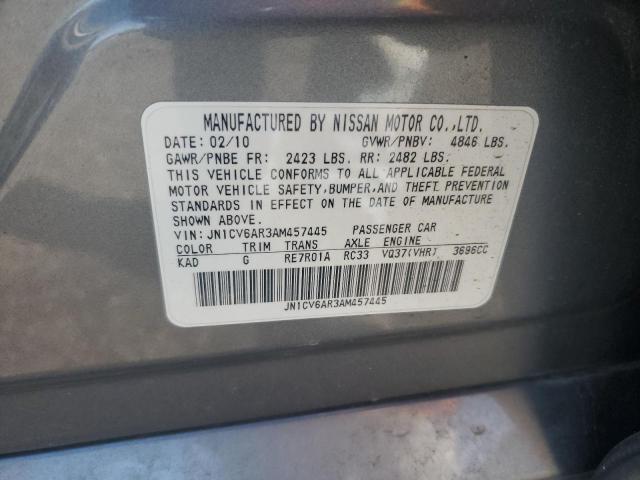 MANUFACTURED BY NISSAN MOTOR CO.,LTD.
DATE: 02/10 GVWR/PNBV: 4846 LBS.
GAWR/PNBE FR: 2423 LBS. RR: 2482 LBS.
THIS VEHICLE CONFORMS TO ALL APPLICABLE FEDERAL
MOTOR VEHICLE SAFETY,BUMPER,AND THEFT PREVENTION
STANDARDS IN EFFECT ON THE DATE OF MANUFACTURE
SHOWN ABOVE.
VIN: JN1CV6AR3AM457445 PASSENGER CAR
COLOR TRIM TRANS AXLE ENGINE
KAD G RE7R01A RC33 VQ37(VHR) 3696CC
JN1CV6AR3AM457445